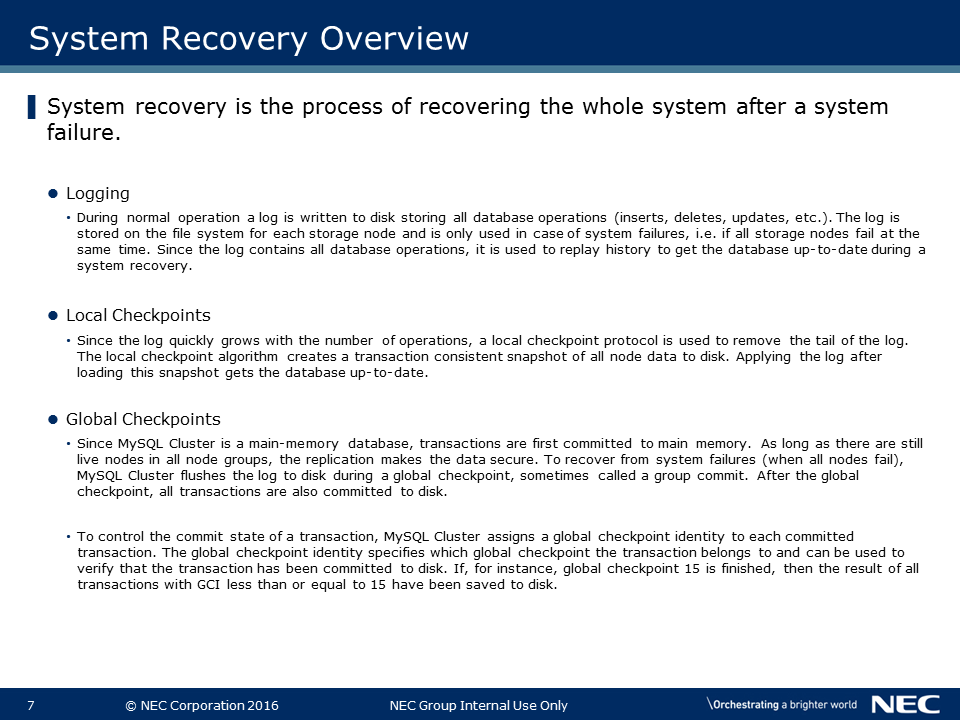 System Recovery Overview
System recovery is the process of recovering the whole system after a system
failure.
Logging
• During normal operation a log is written to disk storing all database operations (inserts, deletes, updates, etc.). The log is
stored on the file system for each storage node and is only used in case of system failures, i.e. if all storage nodes fail at the
same time. Since the log contains all database operations, it is used to replay history to get the database up-to-date during a
system recovery.
Local Checkpoints
• Since the log quickly grows with the number of operations, a local checkpoint protocol is used to remove the tail of the log.
The local checkpoint algorithm creates a transaction consistent snapshot of all node data to disk. Applying the log after
loading this snapshot gets the database up-to-date.
Global Checkpoints
• Since MySQL Cluster is a main-memory database, transactions are first committed to main memory. As long as there are still
live nodes in all node groups, the replication makes the data secure. To recover from system failures (when all nodes fail),
MySQL Cluster flushes the log to disk during a global checkpoint, sometimes called a group commit. After the global
checkpoint, all transactions are also committed to disk.
• To control the commit state of a transaction, MySQL Cluster assigns a global checkpoint identity to each committed
transaction. The global checkpoint identity specifies which global checkpoint the transaction belongs to and can be used to
verify that the transaction has been committed to disk. If, for instance, global checkpoint 15 is finished, then the result of all
transactions with GCI less than or equal to 15 have been saved to disk.
7 © NEC Corporation 2016 NEC Group Internal Use Only \Orchestrating a brighter world NEC